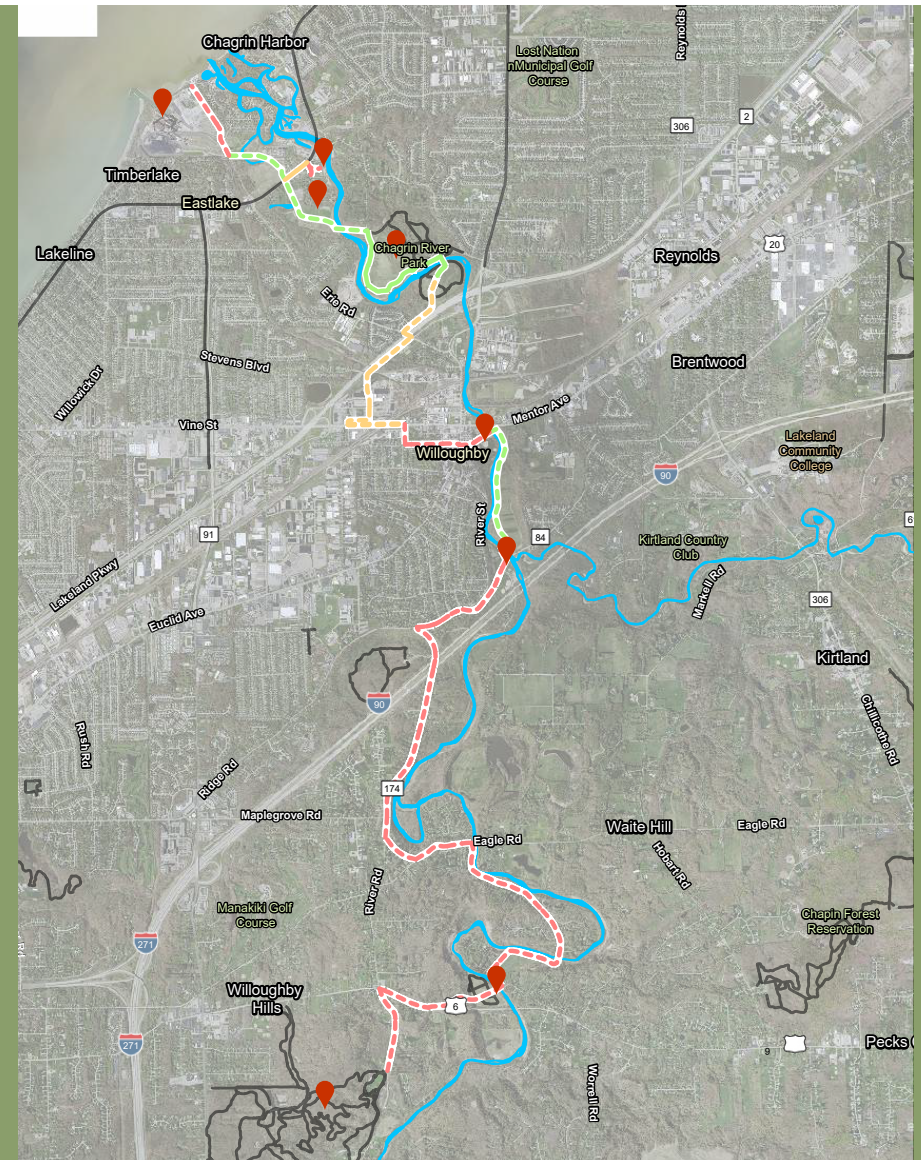 Chagrin Harbor
Reynolds
Lost Nation
nMunicipal Golf
Course
2
306
Timberlake
Eastlake
20
Lakeline
Chagrin River
Park
Reynolds
Erie Rd
Stevens Blvd
Brentwood
Willowick Dr
Mentor Ave
Vine St
Willoughby
Lakeland
Community
College
90
River St
91
84
Kirtland Country
Club
6
Markell Rd
Lakeland Pkwy
306
Euclid Ave
Kirtland
90
Chillicothe Rd
Rush Rd
Ridge Rd
174
Maplegrove Rd
Eagle Rd
Waite Hill
Eagle Rd
Hobart Rd
River Rd
Manakiki Golf
Course
Chapin Forest
Reservation
271
Rd
Willoughby
Hills
6
271
9
Pecks
Worrell Rd